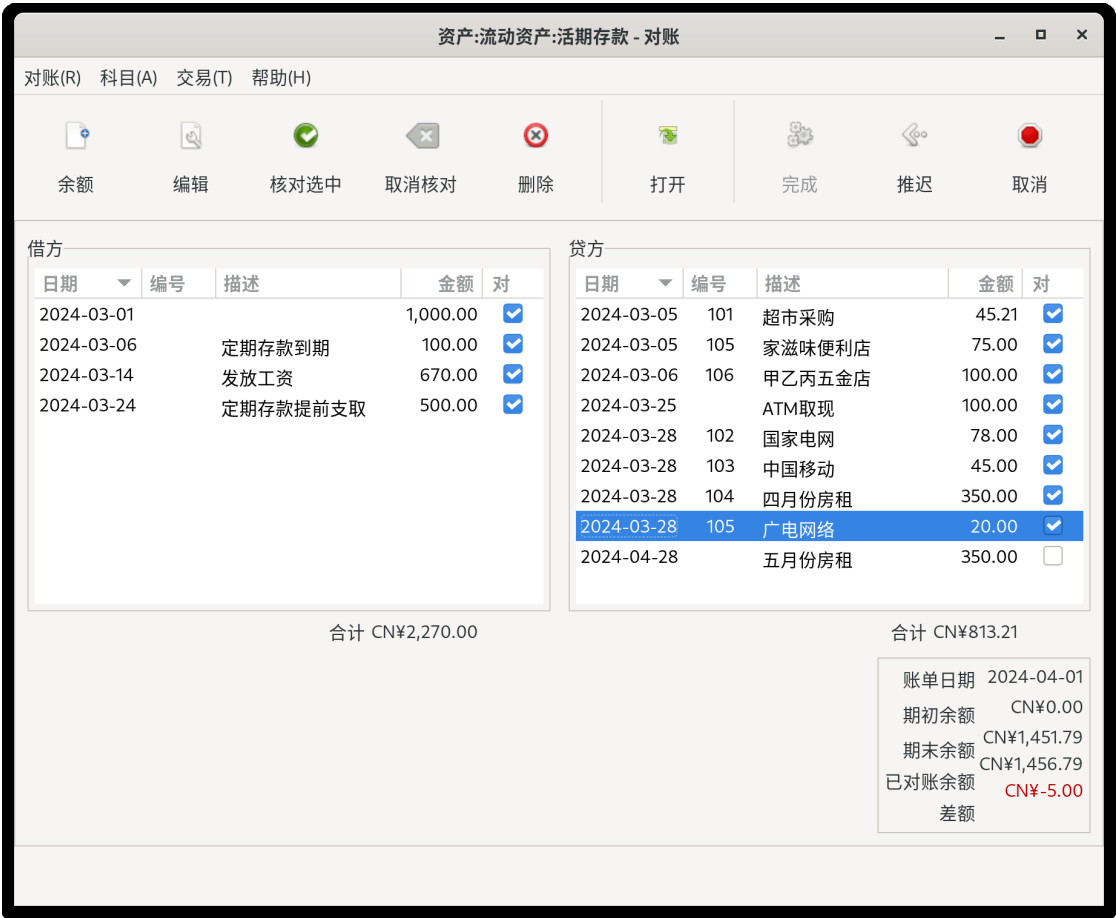 资产:流动资产:活期存款 - 对账
对账(R) 科目(A) 交易(T) 帮助(H)
余额 编辑 核对选中 取消核对 删除 打开 完成 推迟 取消
借方
日期 编号 描述 金额 对
2024-03-01 1,000.00
2024-03-06 定期存款到期 100.00
2024-03-14 发放工资 670.00
2024-03-24 定期存款提前支取 500.00
合计 CN¥2,270.00
贷方
日期 编号 描述 金额 对
2024-03-05 101 超市采购 45.21
2024-03-05 105 家滋味便利店 75.00
2024-03-06 106 甲乙丙五金店 100.00
2024-03-25 ATM取现 100.00
2024-03-28 102 国家电网 78.00
2024-03-28 103 中国移动 45.00
2024-03-28 104 四月份房租 350.00
2024-03-28 105 广电网络 20.00
2024-04-28 五月份房租 350.00
合计 CN¥813.21
账单日期 2024-04-01
期初余额 CN¥0.00
期末余额 CN¥1,451.79
已对账余额 CN¥1,456.79
差额 CN¥-5.00